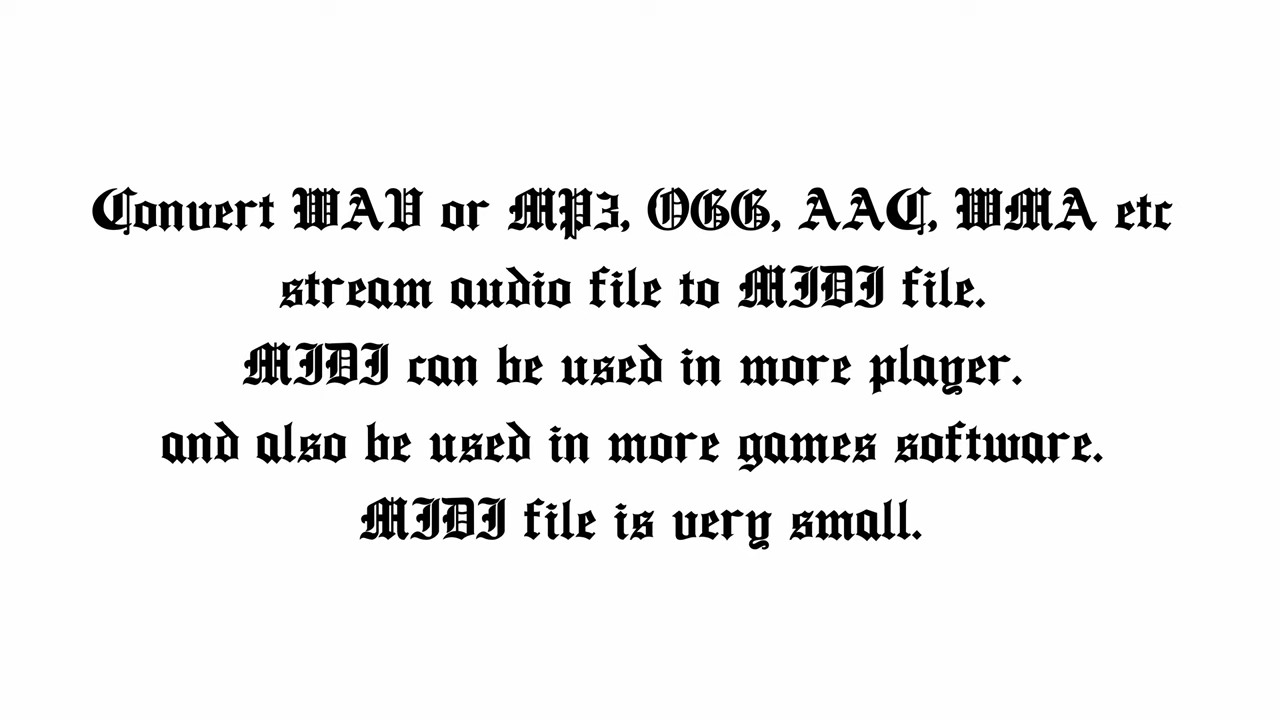 Convert WAV or MP3, OGG, AAC, WMA etc
stream audio file to MIDI file.
MIDI can be used in more player.
and also be used in more games software.
MIDI file is very small.